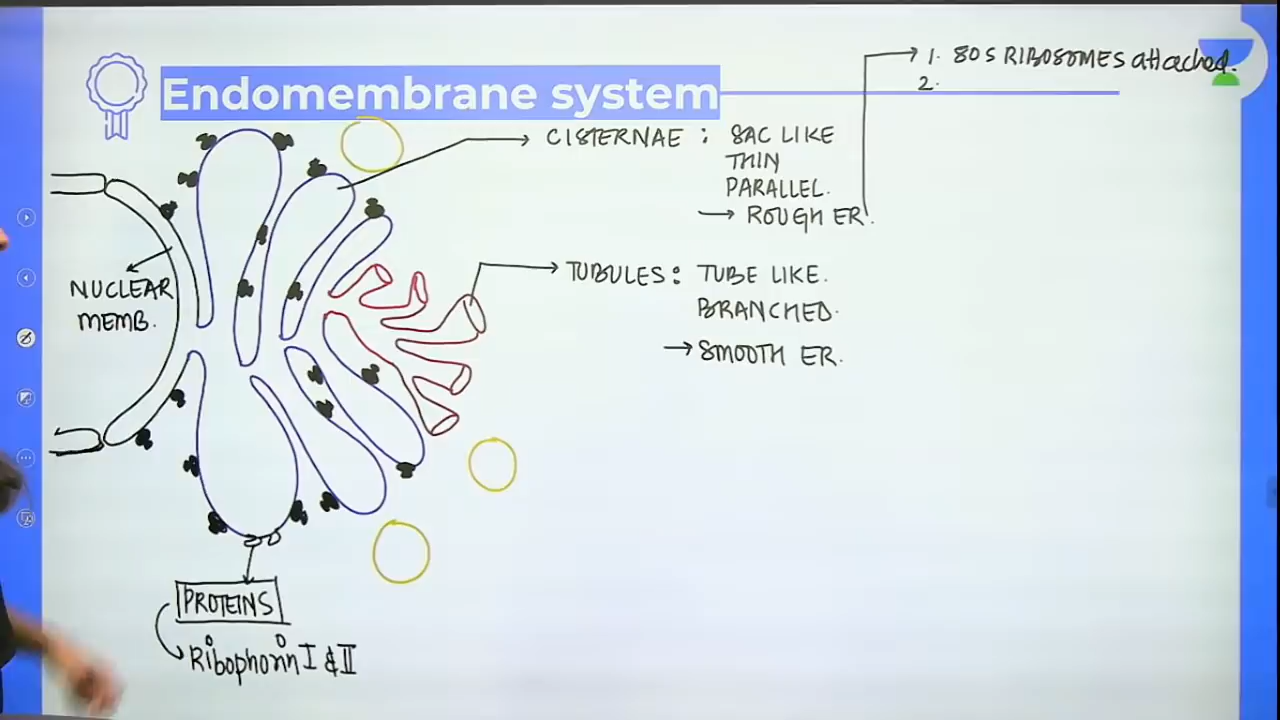 Endomembrane system
1. 80S RIBOSOMES attached.
2.
CISTERNAE : SAC LIKE
THIN
PARALLEL.
→ ROUGH ER.
TUBULES: TUBE LIKE.
BRANCHED.
→ SMOOTH ER.
NUCLEAR
MEMB.
PROTEINS
Ribophorin I & II